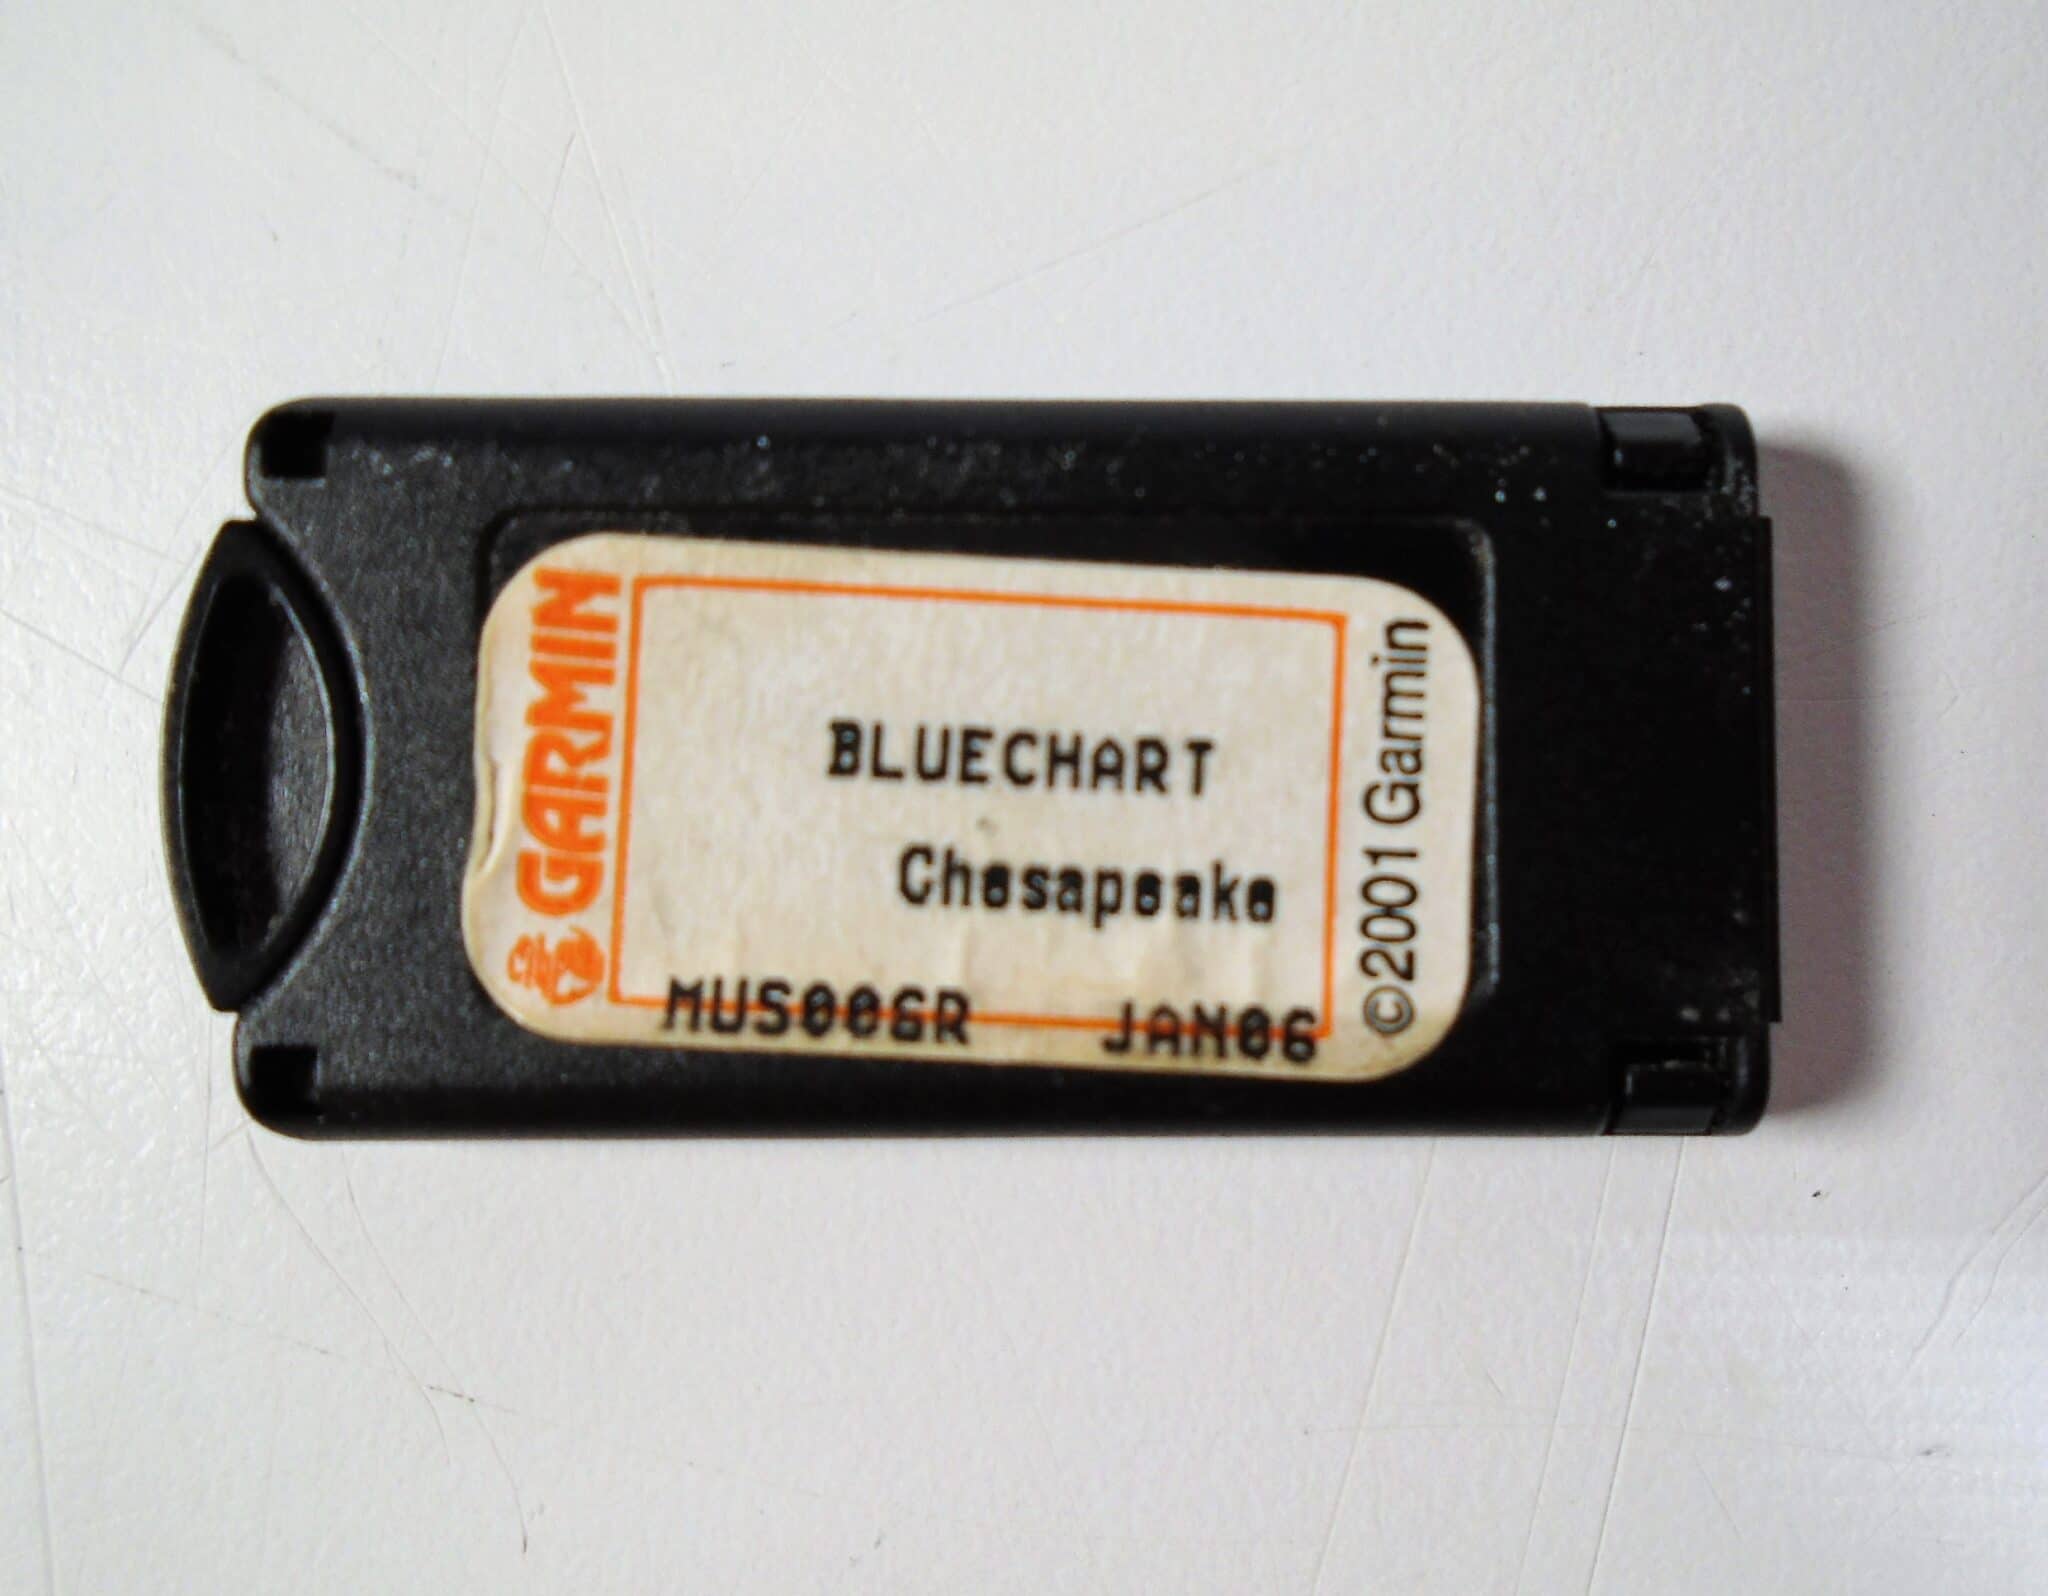 GARMIN
BLUECHART
Chesapeake
MUS006R JAN06
©2001 Garmin